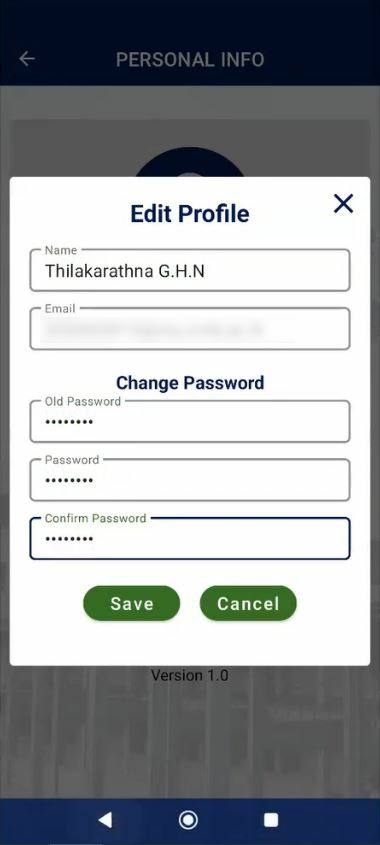 PERSONAL INFO
Edit Profile
Name
Thilakarathna G.H.N
Email
Change Password
Old Password
••••••••
Password
••••••••
Confirm Password
••••••••
Save Cancel
Version 1.0